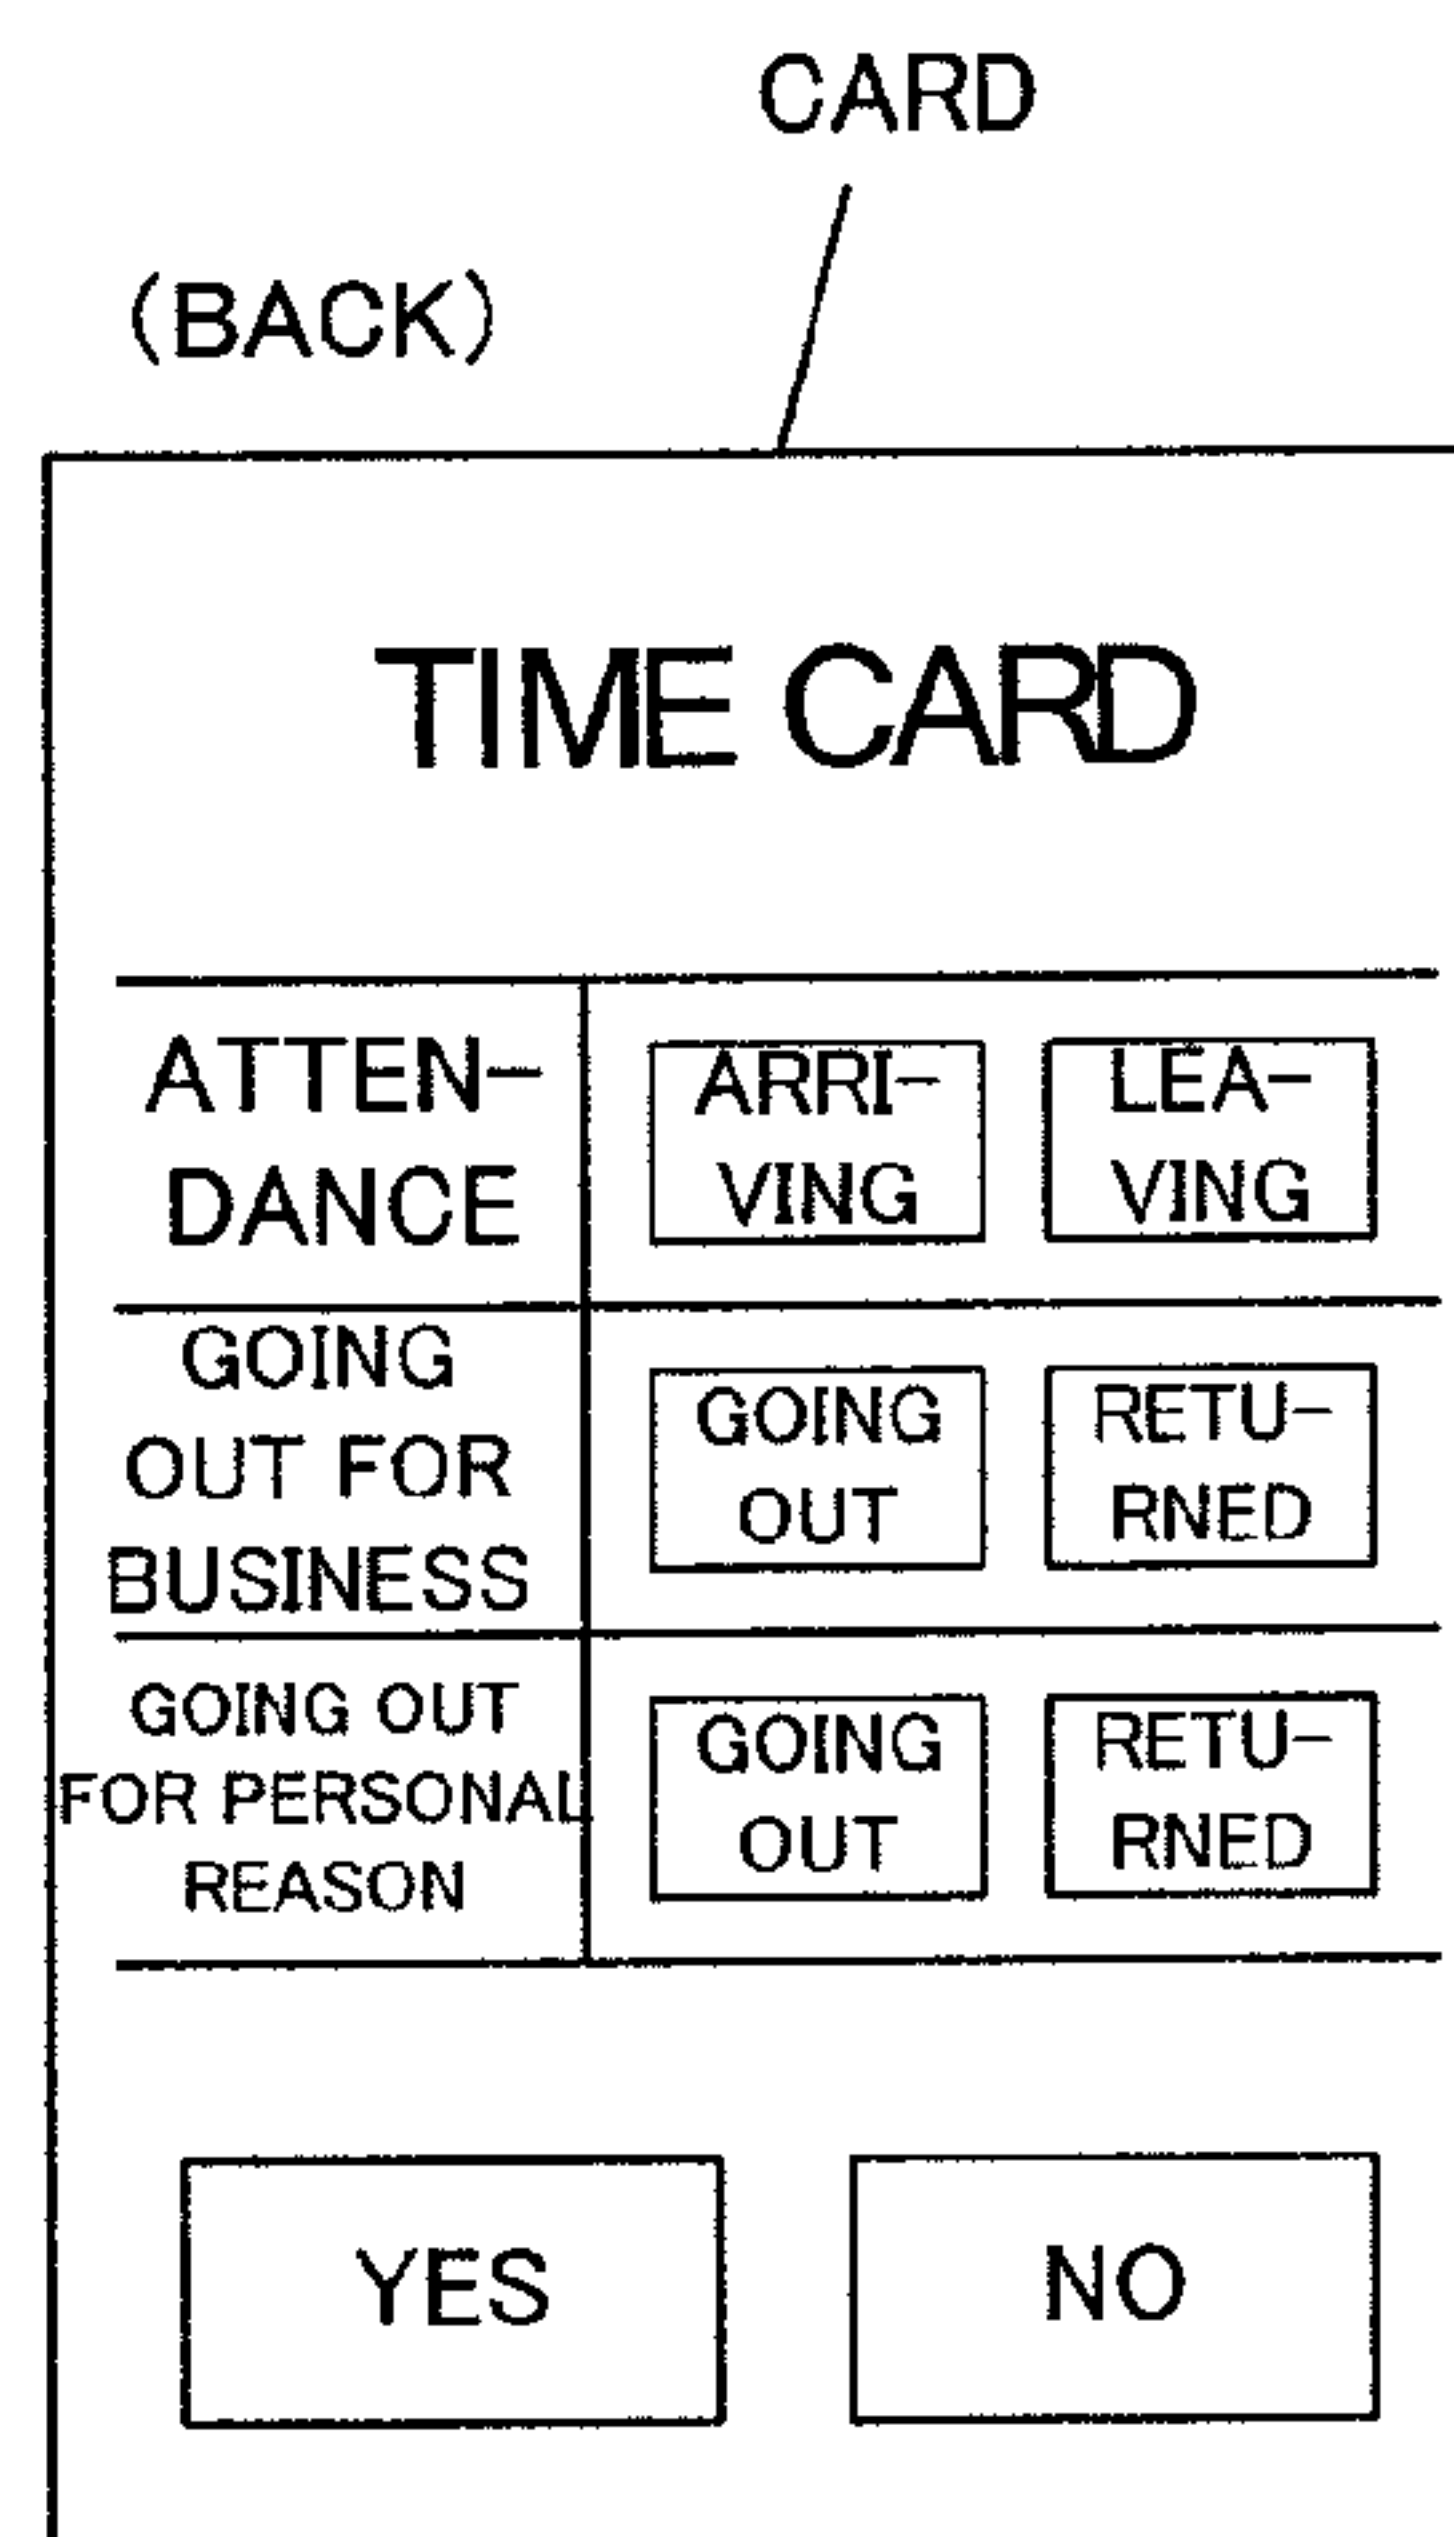 CARD
(BACK)
TIME CARD
ATTEN-
DANCE
ARRI-
VING
LEA-
VING
GOING
OUT FOR
BUSINESS
GOING
OUT
RETU-
RNED
GOING OUT
FOR PERSONAL
REASON
GOING
OUT
RETU-
RNED
YES
NO